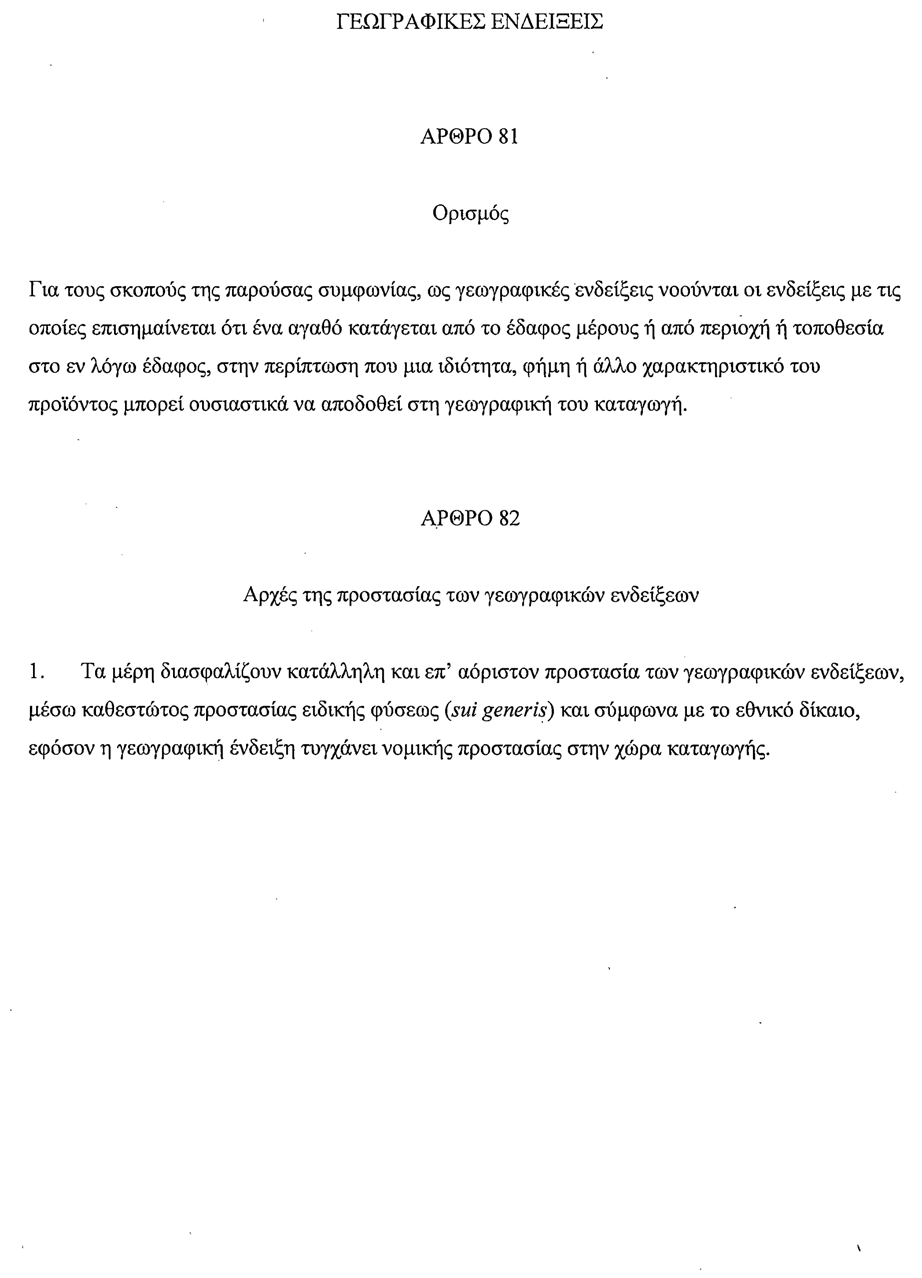 ΓΕΩΓΡΑΦΙΚΕΣ ΕΝΔΕΙΞΕΙΣ
ΑΡΘΡΟ 81
Ορισμός
Για τους σκοπούς της παρούσας συμφωνίας, ως γεωγραφικές ενδείξεις νοούνται οι ενδείξεις με τις
οποίες επισημαίνεται ότι ένα αγαθό κατάγεται από το έδαφος μέρους ή από περιοχή ή τοποθεσία
στο εν λόγω έδαφος, στην περίπτωση που μια ιδιότητα, φήμη ή άλλο χαρακτηριστικό του
προϊόντος μπορεί ουσιαστικά να αποδοθεί στη γεωγραφική του καταγωγή.
ΑΡΘΡΟ 82
Αρχές της προστασίας των γεωγραφικών ενδείξεων
1. Τα μέρη διασφαλίζουν κατάλληλη και επ’ αόριστον προστασία των γεωγραφικών ενδείξεων,
μέσω καθεστώτος προστασίας ειδικής φύσεως (sui generis) και σύμφωνα με το εθνικό δίκαιο,
εφόσον η γεωγραφική ένδειξη τυγχάνει νομικής προστασίας στην χώρα καταγωγής.